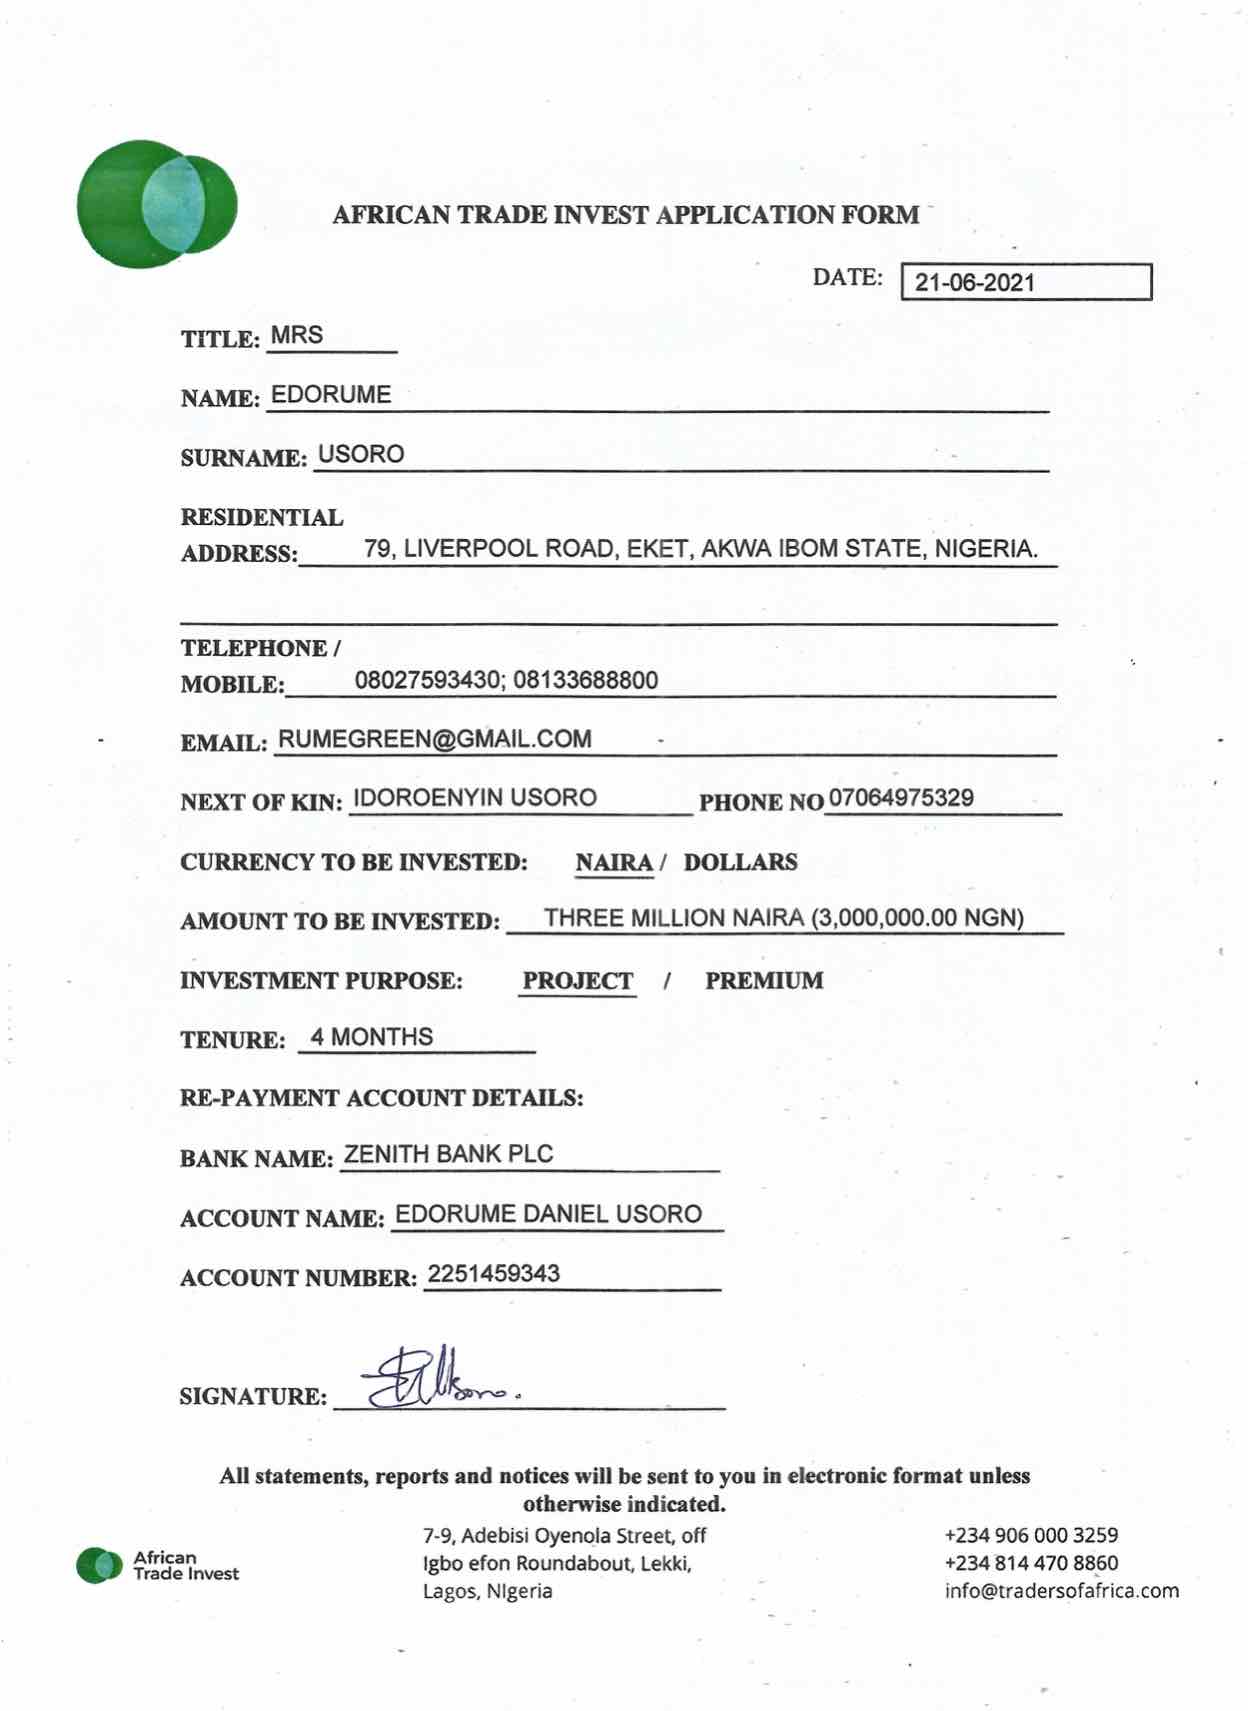 AFRICAN TRADE INVEST APPLICATION FORM
DATE: 21-06-2021
TITLE: MRS
NAME: EDORUME
SURNAME: USORO
RESIDENTIAL
ADDRESS: 79, LIVERPOOL ROAD, EKET, AKWA IBOM STATE, NIGERIA.
TELEPHONE /
MOBILE: 08027593430; 08133688800
EMAIL: RUMEGREEN@GMAIL.COM
NEXT OF KIN: IDOROENYIN USORO PHONE NO 07064975329
CURRENCY TO BE INVESTED: NAIRA / DOLLARS
AMOUNT TO BE INVESTED: THREE MILLION NAIRA (3,000,000.00 NGN)
INVESTMENT PURPOSE: PROJECT / PREMIUM
TENURE: 4 MONTHS
RE-PAYMENT ACCOUNT DETAILS:
BANK NAME: ZENITH BANK PLC
ACCOUNT NAME: EDORUME DANIEL USORO
ACCOUNT NUMBER: 2251459343
SIGNATURE:
All statements, reports and notices will be sent to you in electronic format unless
otherwise indicated.
African
Trade Invest
7-9, Adebisi Oyenola Street, off
Igbo efon Roundabout, Lekki,
Lagos, NIgeria
+234 906 000 3259
+234 814 470 8860
info@tradersofafrica.com